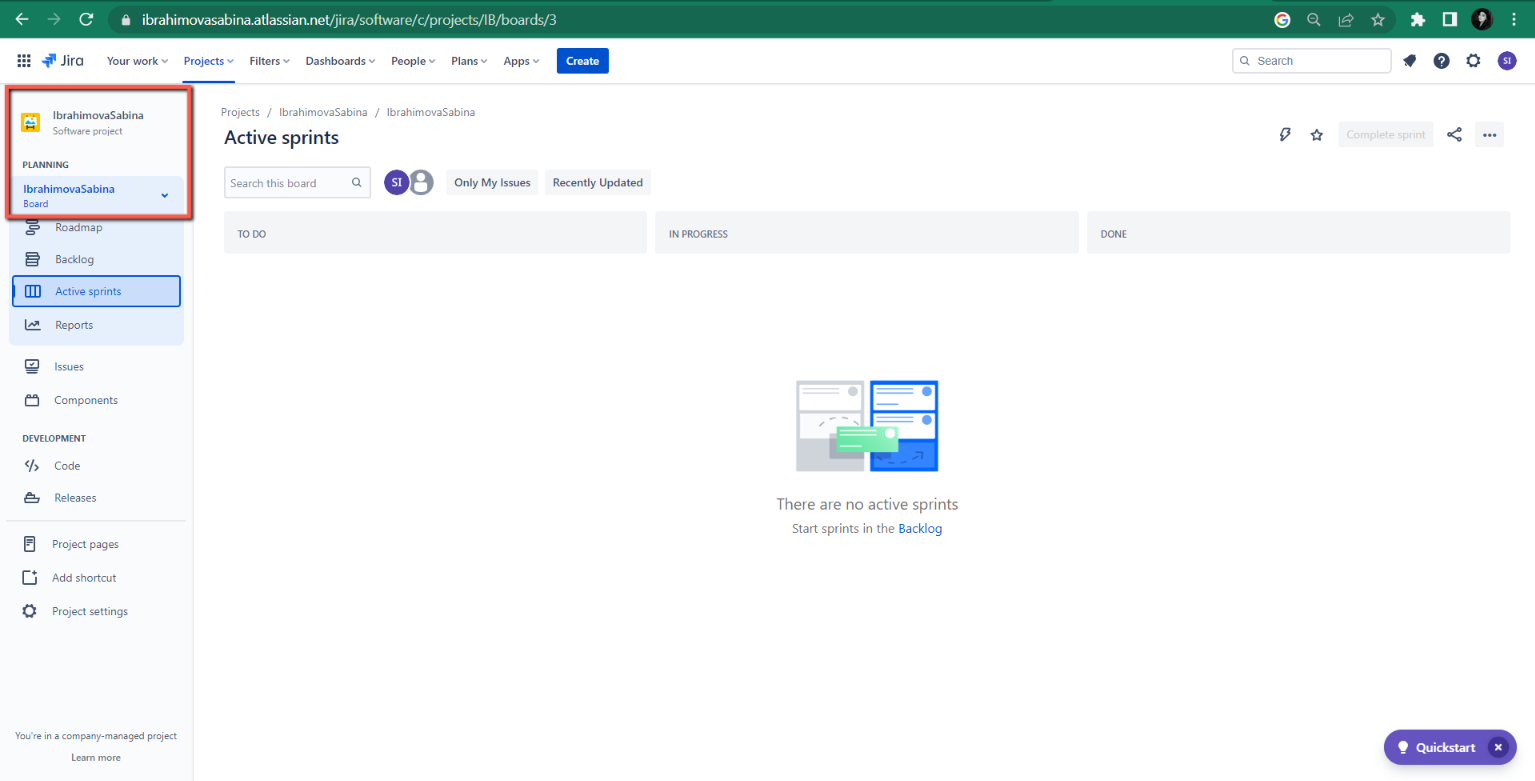 ibrahimovasabina.atlassian.net/jira/software/c/projects/IB/boards/3
Jira Your work Projects Filters Dashboards People Plans Apps Create Search SI
IbrahimovaSabina
Software project
PLANNING
IbrahimovaSabina
Board
Roadmap
Backlog
Active sprints
Reports
Issues
Components
DEVELOPMENT
Code
Releases
Project pages
Add shortcut
Project settings
You're in a company-managed project
Learn more
Projects / IbrahimovaSabina / IbrahimovaSabina
Active sprints
Complete sprint
Search this board SI Only My Issues Recently Updated
TO DO IN PROGRESS DONE
There are no active sprints
Start sprints in the Backlog
Quickstart